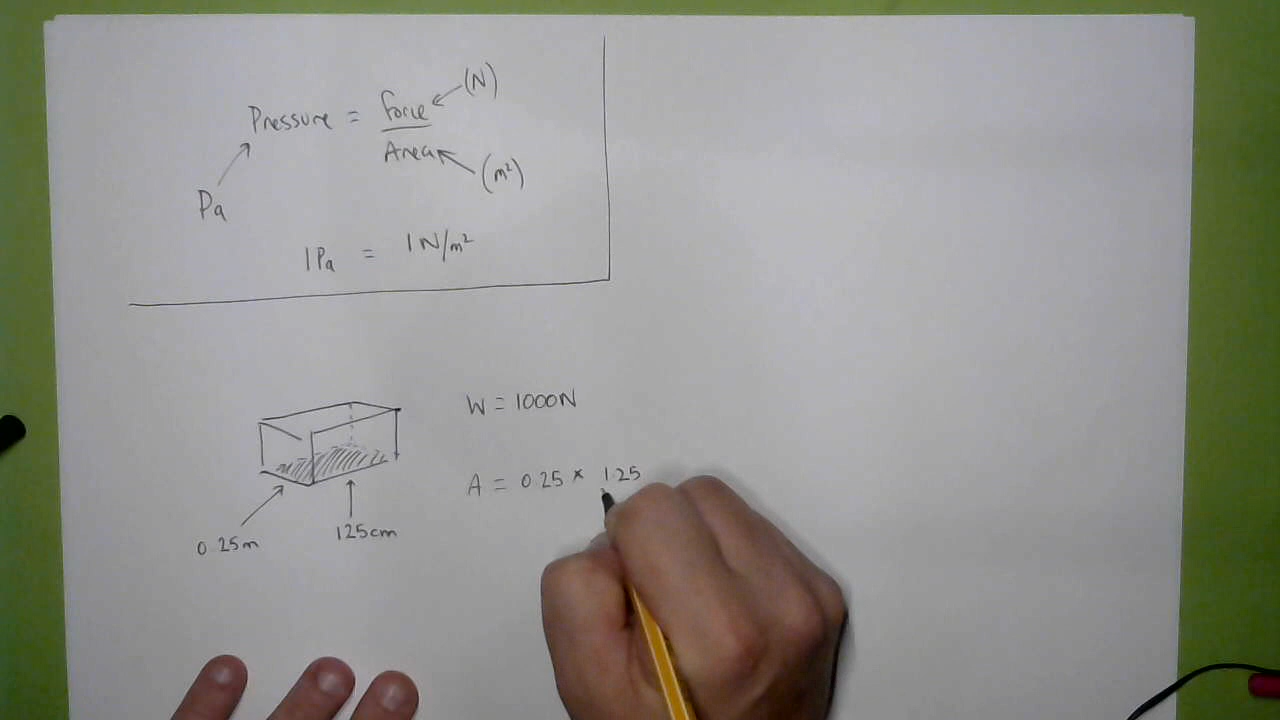 Pressure = Force (N)
Area (m²)
Pa
1Pa = 1N/m²
W = 1000N
A = 0.25 × 1.25
0.25m
125cm